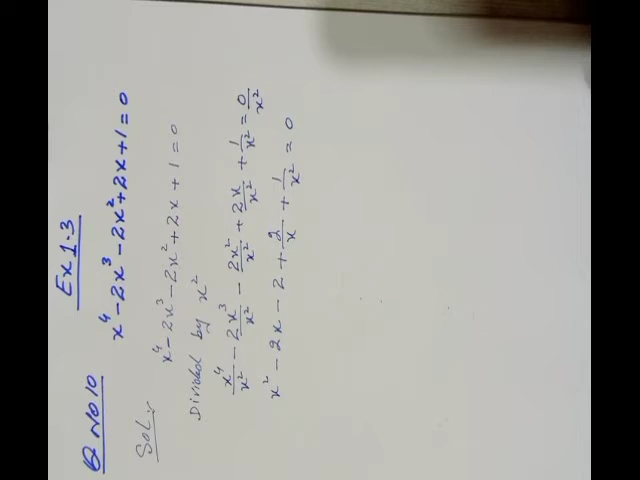 Ex 1.3
Q No 10
x⁴ - 2x³ - 2x² + 2x + 1 = 0
Sol:
x⁴ - 2x³ - 2x² + 2x + 1 = 0
Divided by x²
x⁴/x² - 2x³/x² - 2x²/x² + 2x/x² + 1/x² = 0/x²
x² - 2x - 2 + 2/x + 1/x² = 0